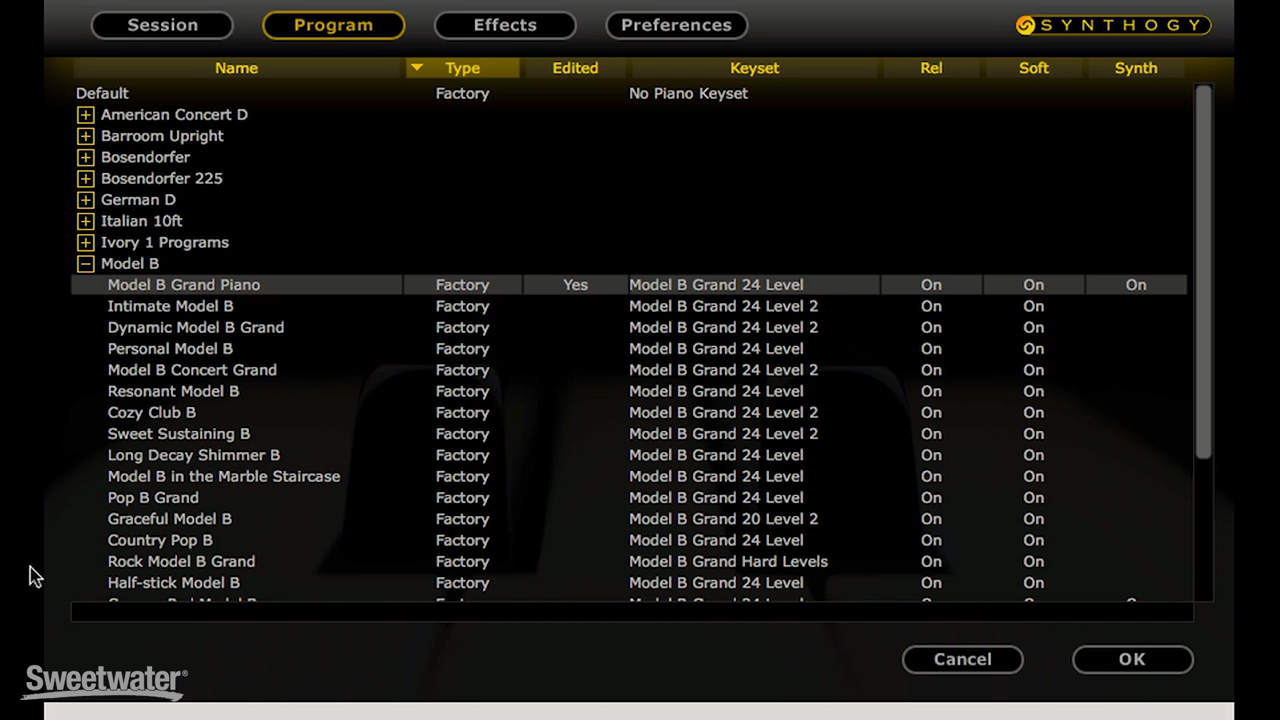 Session Program Effects Preferences SYNTHOGY
Name Type Edited Keyset Rel Soft Synth
Default Factory No Piano Keyset
American Concert D
Barroom Upright
Bosendorfer
Bosendorfer 225
German D
Italian 10ft
Ivory 1 Programs
Model B
Model B Grand Piano Factory Yes Model B Grand 24 Level On On On
Intimate Model B Factory Model B Grand 24 Level 2 On On
Dynamic Model B Grand Factory Model B Grand 24 Level 2 On On
Personal Model B Factory Model B Grand 24 Level On On
Model B Concert Grand Factory Model B Grand 24 Level 2 On On
Resonant Model B Factory Model B Grand 24 Level On On
Cozy Club B Factory Model B Grand 24 Level 2 On On
Sweet Sustaining B Factory Model B Grand 24 Level 2 On On
Long Decay Shimmer B Factory Model B Grand 24 Level On On
Model B in the Marble Staircase Factory Model B Grand 24 Level On On
Pop B Grand Factory Model B Grand 24 Level On On
Graceful Model B Factory Model B Grand 20 Level 2 On On
Country Pop B Factory Model B Grand 24 Level On On
Rock Model B Grand Factory Model B Grand Hard Levels On On
Half-stick Model B Factory Model B Grand 24 Level On On
Cancel OK
Sweetwater®